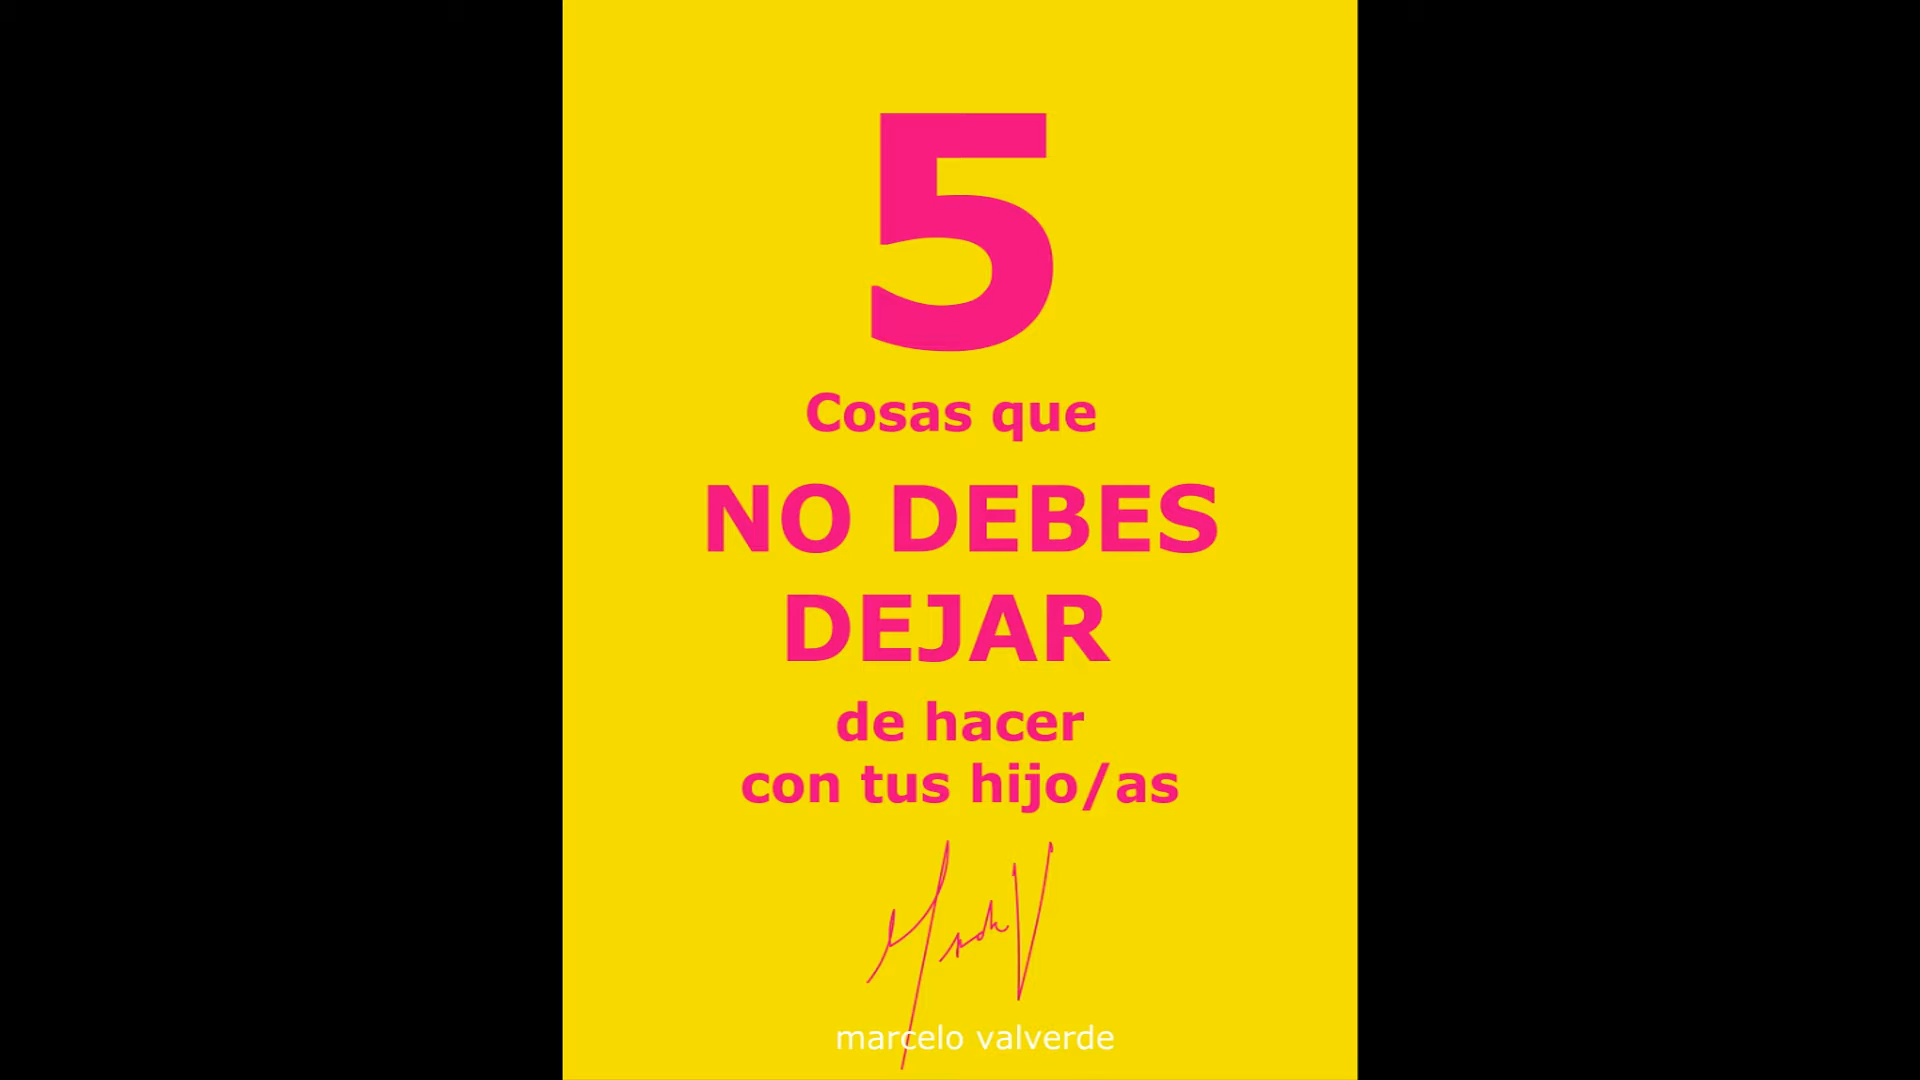 5
Cosas que
NO DEBES
DEJAR
de hacer
con tus hijo/as
marcelo valverde